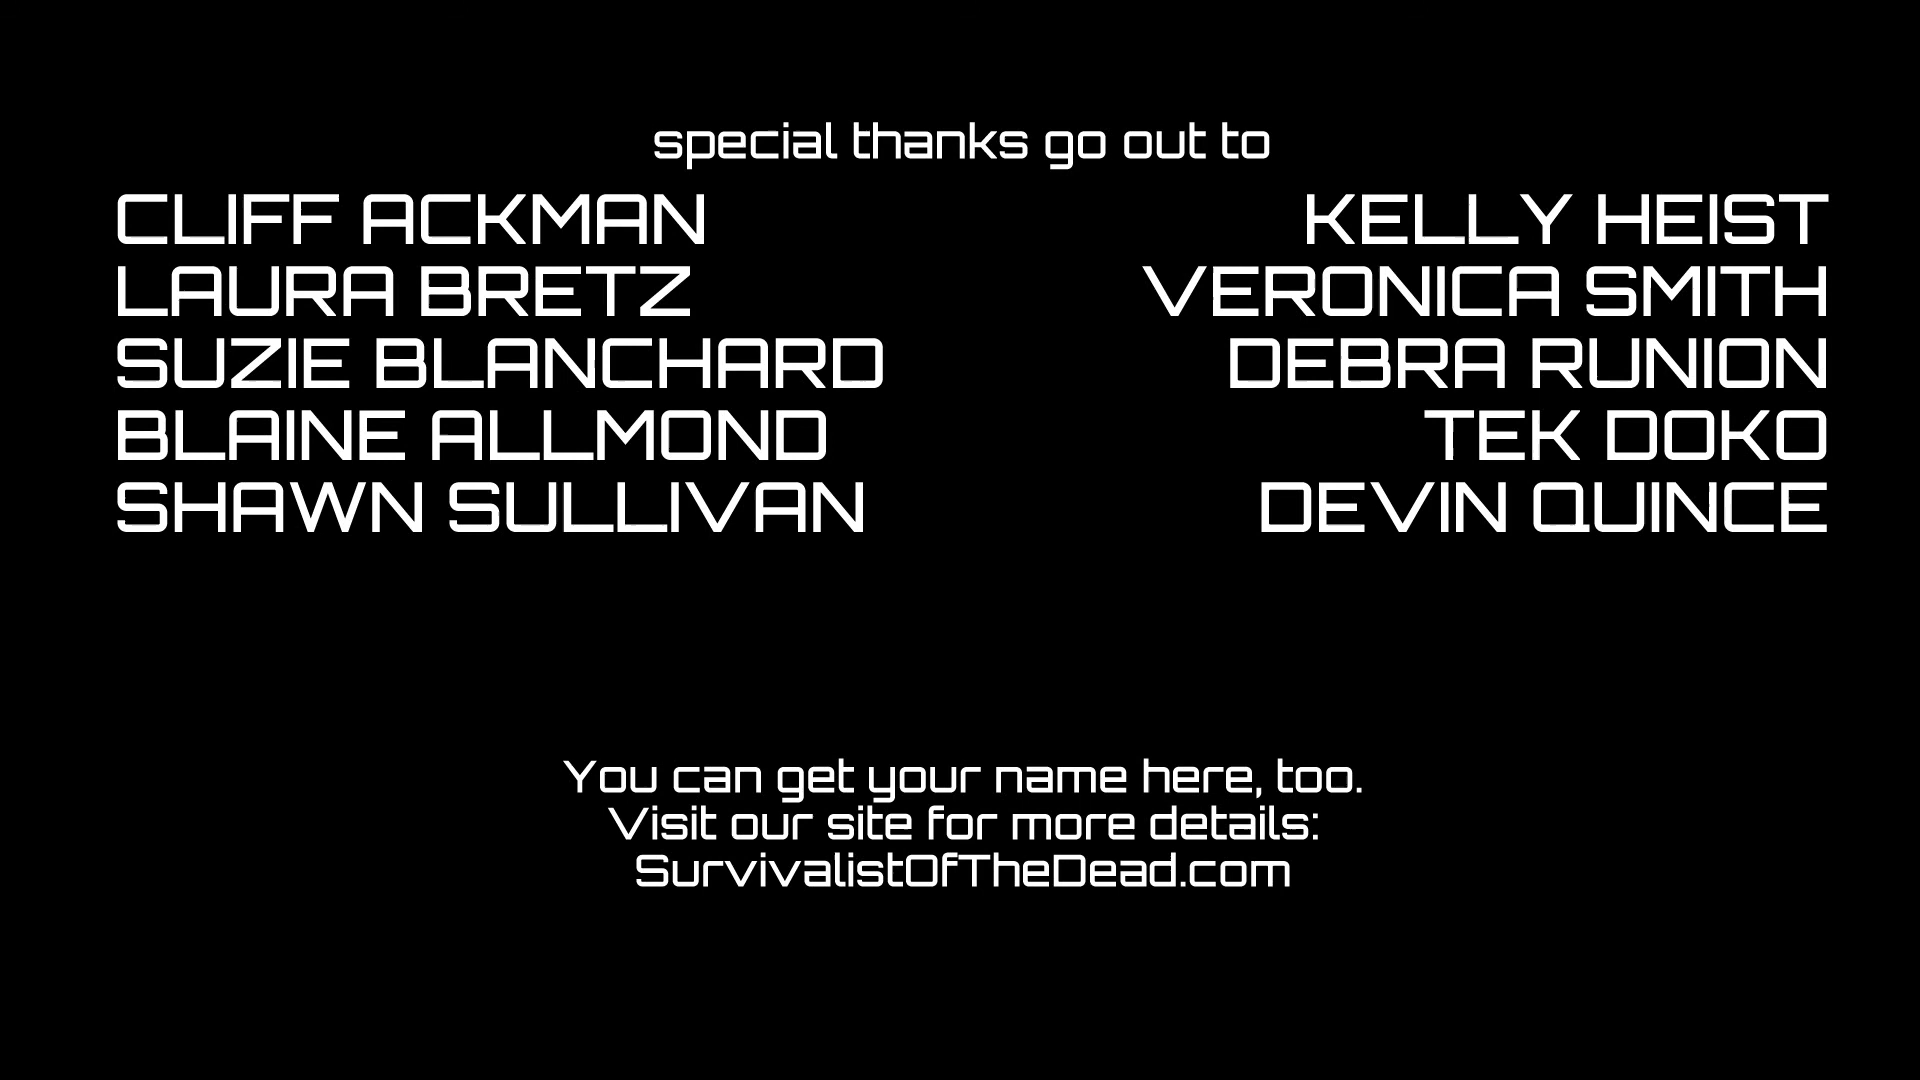 special thanks go out to
CLIFF ACKMAN KELLY HEIST
LAURA BRETZ VERONICA SMITH
SUZIE BLANCHARD DEBRA RUNION
BLAINE ALLMOND TEK DOKO
SHAWN SULLIVAN DEVIN QUINCE
You can get your name here, too.
Visit our site for more details:
SurvivalistOfTheDead.com